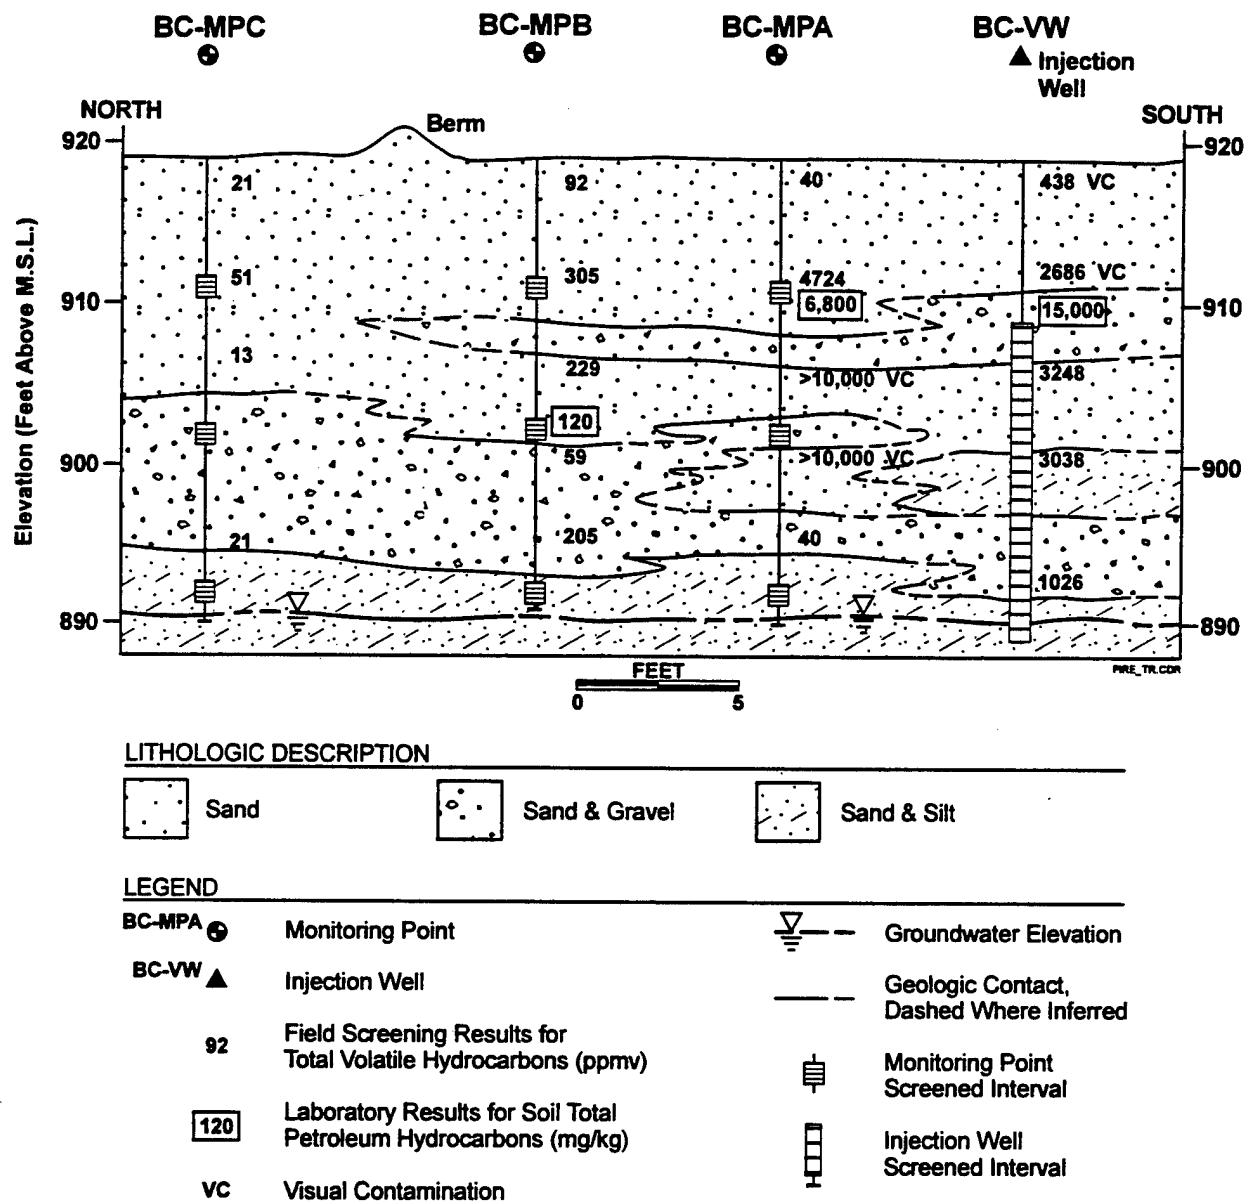 BC-MPC BC-MPB BC-MPA BC-VW
Injection
Well
NORTH SOUTH
Berm
920 920
21 92 40 438 VC
51 305 4724 2686 VC
910 6,800 15,000 910
13 229 >10,000 VC 3248
120
900 59 >10,000 VC 3038 900
21 205 40
1026
890 890
Elevation (Feet Above M.S.L.)
FEET
0 5
PIRE_TR.CDR
LITHOLOGIC DESCRIPTION
Sand Sand & Gravel Sand & Silt
LEGEND
BC-MPA Monitoring Point
BC-VW Injection Well
92 Field Screening Results for
Total Volatile Hydrocarbons (ppmv)
120 Laboratory Results for Soil Total
Petroleum Hydrocarbons (mg/kg)
VC Visual Contamination
Groundwater Elevation
Geologic Contact,
Dashed Where Inferred
Monitoring Point
Screened Interval
Injection Well
Screened Interval